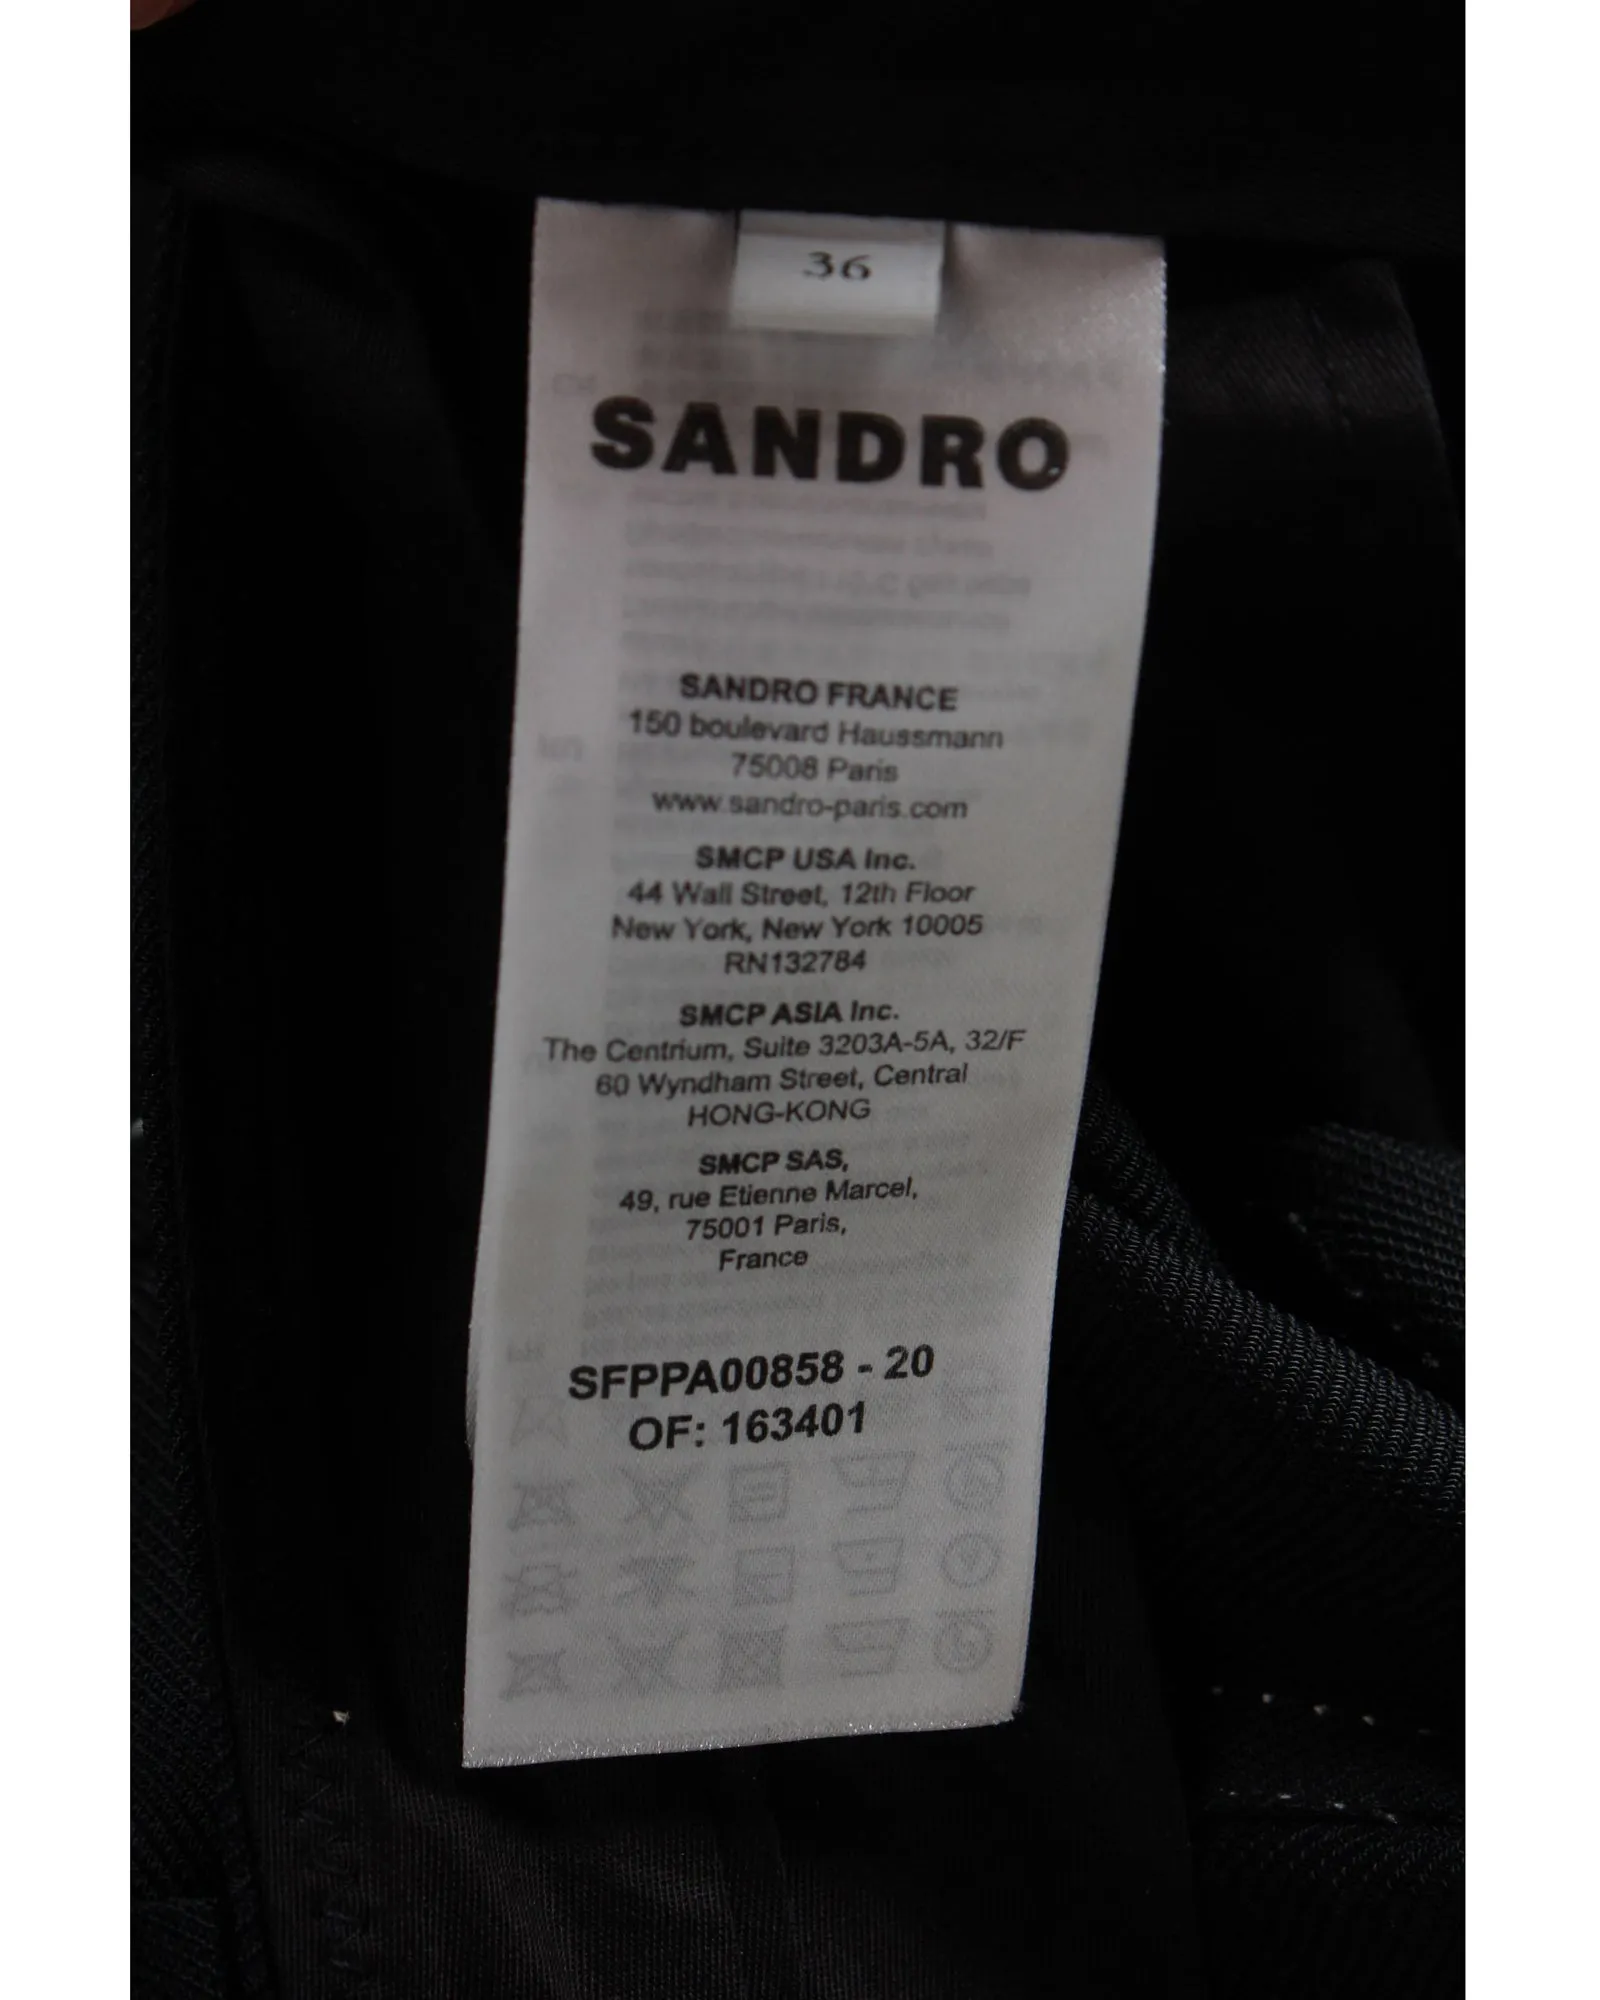 36
SANDRO
SANDRO FRANCE
150 boulevard Haussmann
75008 Paris
www.sandro-paris.com
SMCP USA Inc.
44 Wall Street, 12th Floor
New York, New York 10005
RN132784
SMCP ASIA Inc.
The Centrium, Suite 3203A-5A, 32/F
60 Wyndham Street, Central
HONG-KONG
SMCP SAS,
49, rue Etienne Marcel,
75001 Paris,
France
SFPPA00858 - 20
OF: 163401